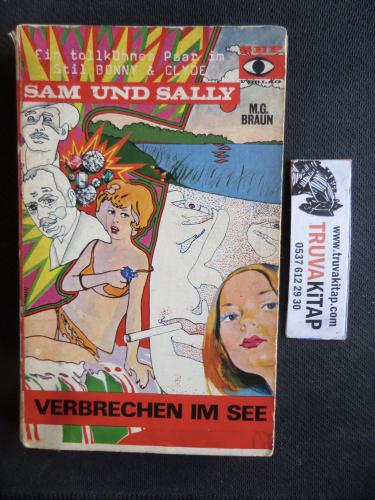 Ein tollkühnes Paar im
Stil BONNY & CLYDE
SAM UND SALLY
M.G.
BRAUN
VERBRECHEN IM SEE
www.truvakitap.com
TRUVAKiTAP
0537 612 29 30